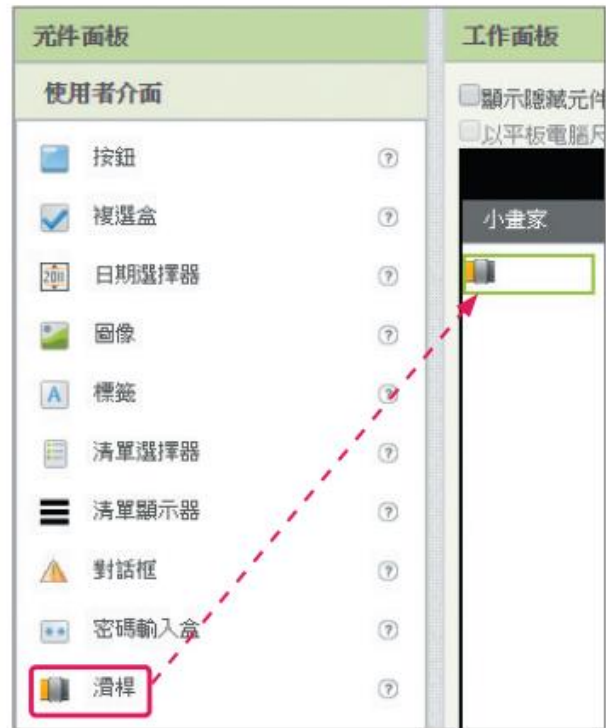 元件面板
使用者介面
按鈕
複選盒
日期選擇器
圖像
標籤
清單選擇器
清單顯示器
對話框
密碼輸入盒
滑桿
工作面板
顯示隱藏元件
以平板電腦尺
小畫家